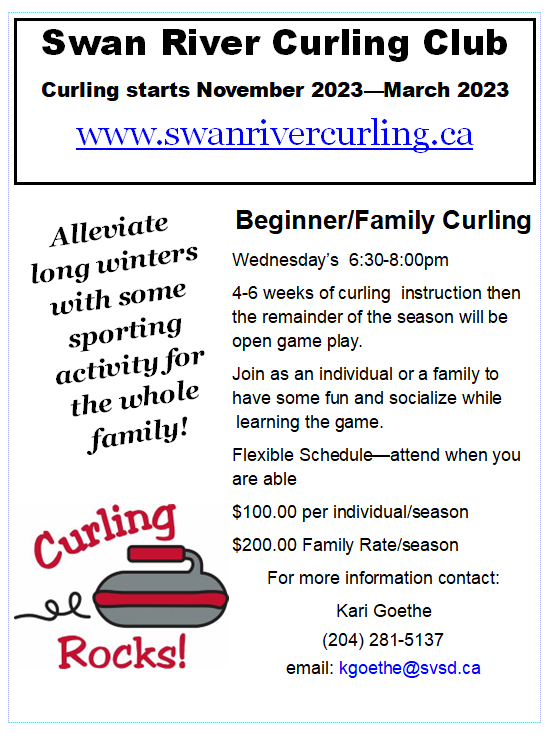 Swan River Curling Club
Curling starts November 2023—March 2023
www.swanrivercurling.ca
Alleviate
long winters
with some
sporting
activity for
the whole
family!
Curling
Rocks!
Beginner/Family Curling
Wednesday’s  6:30-8:00pm
4-6 weeks of curling  instruction then
the remainder of the season will be
open game play.
Join as an individual or a family to
have some fun and socialize while
learning the game.
Flexible Schedule—attend when you
are able
$100.00 per individual/season
$200.00 Family Rate/season
For more information contact:
Kari Goethe
(204) 281-5137
email: kgoethe@svsd.ca